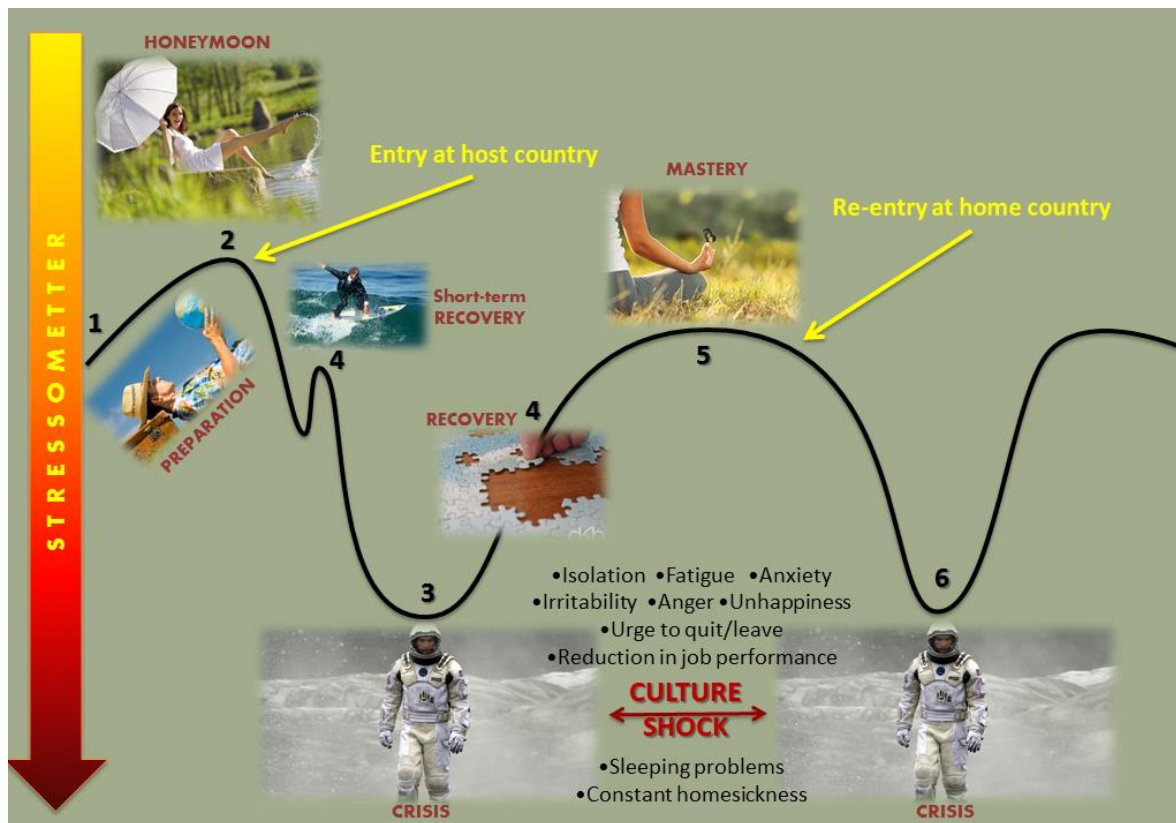 HONEYMOON
Entry at host country
MASTERY
Re-entry at home country
2
1
4
Short-term
RECOVERY
PREPARATION
5
RECOVERY
4
STRESSOMETTER
3
6
•Isolation •Fatigue •Anxiety
•Irritability •Anger •Unhappiness
•Urge to quit/leave
•Reduction in job performance
CULTURE
SHOCK
•Sleeping problems
•Constant homesickness
CRISIS
CRISIS